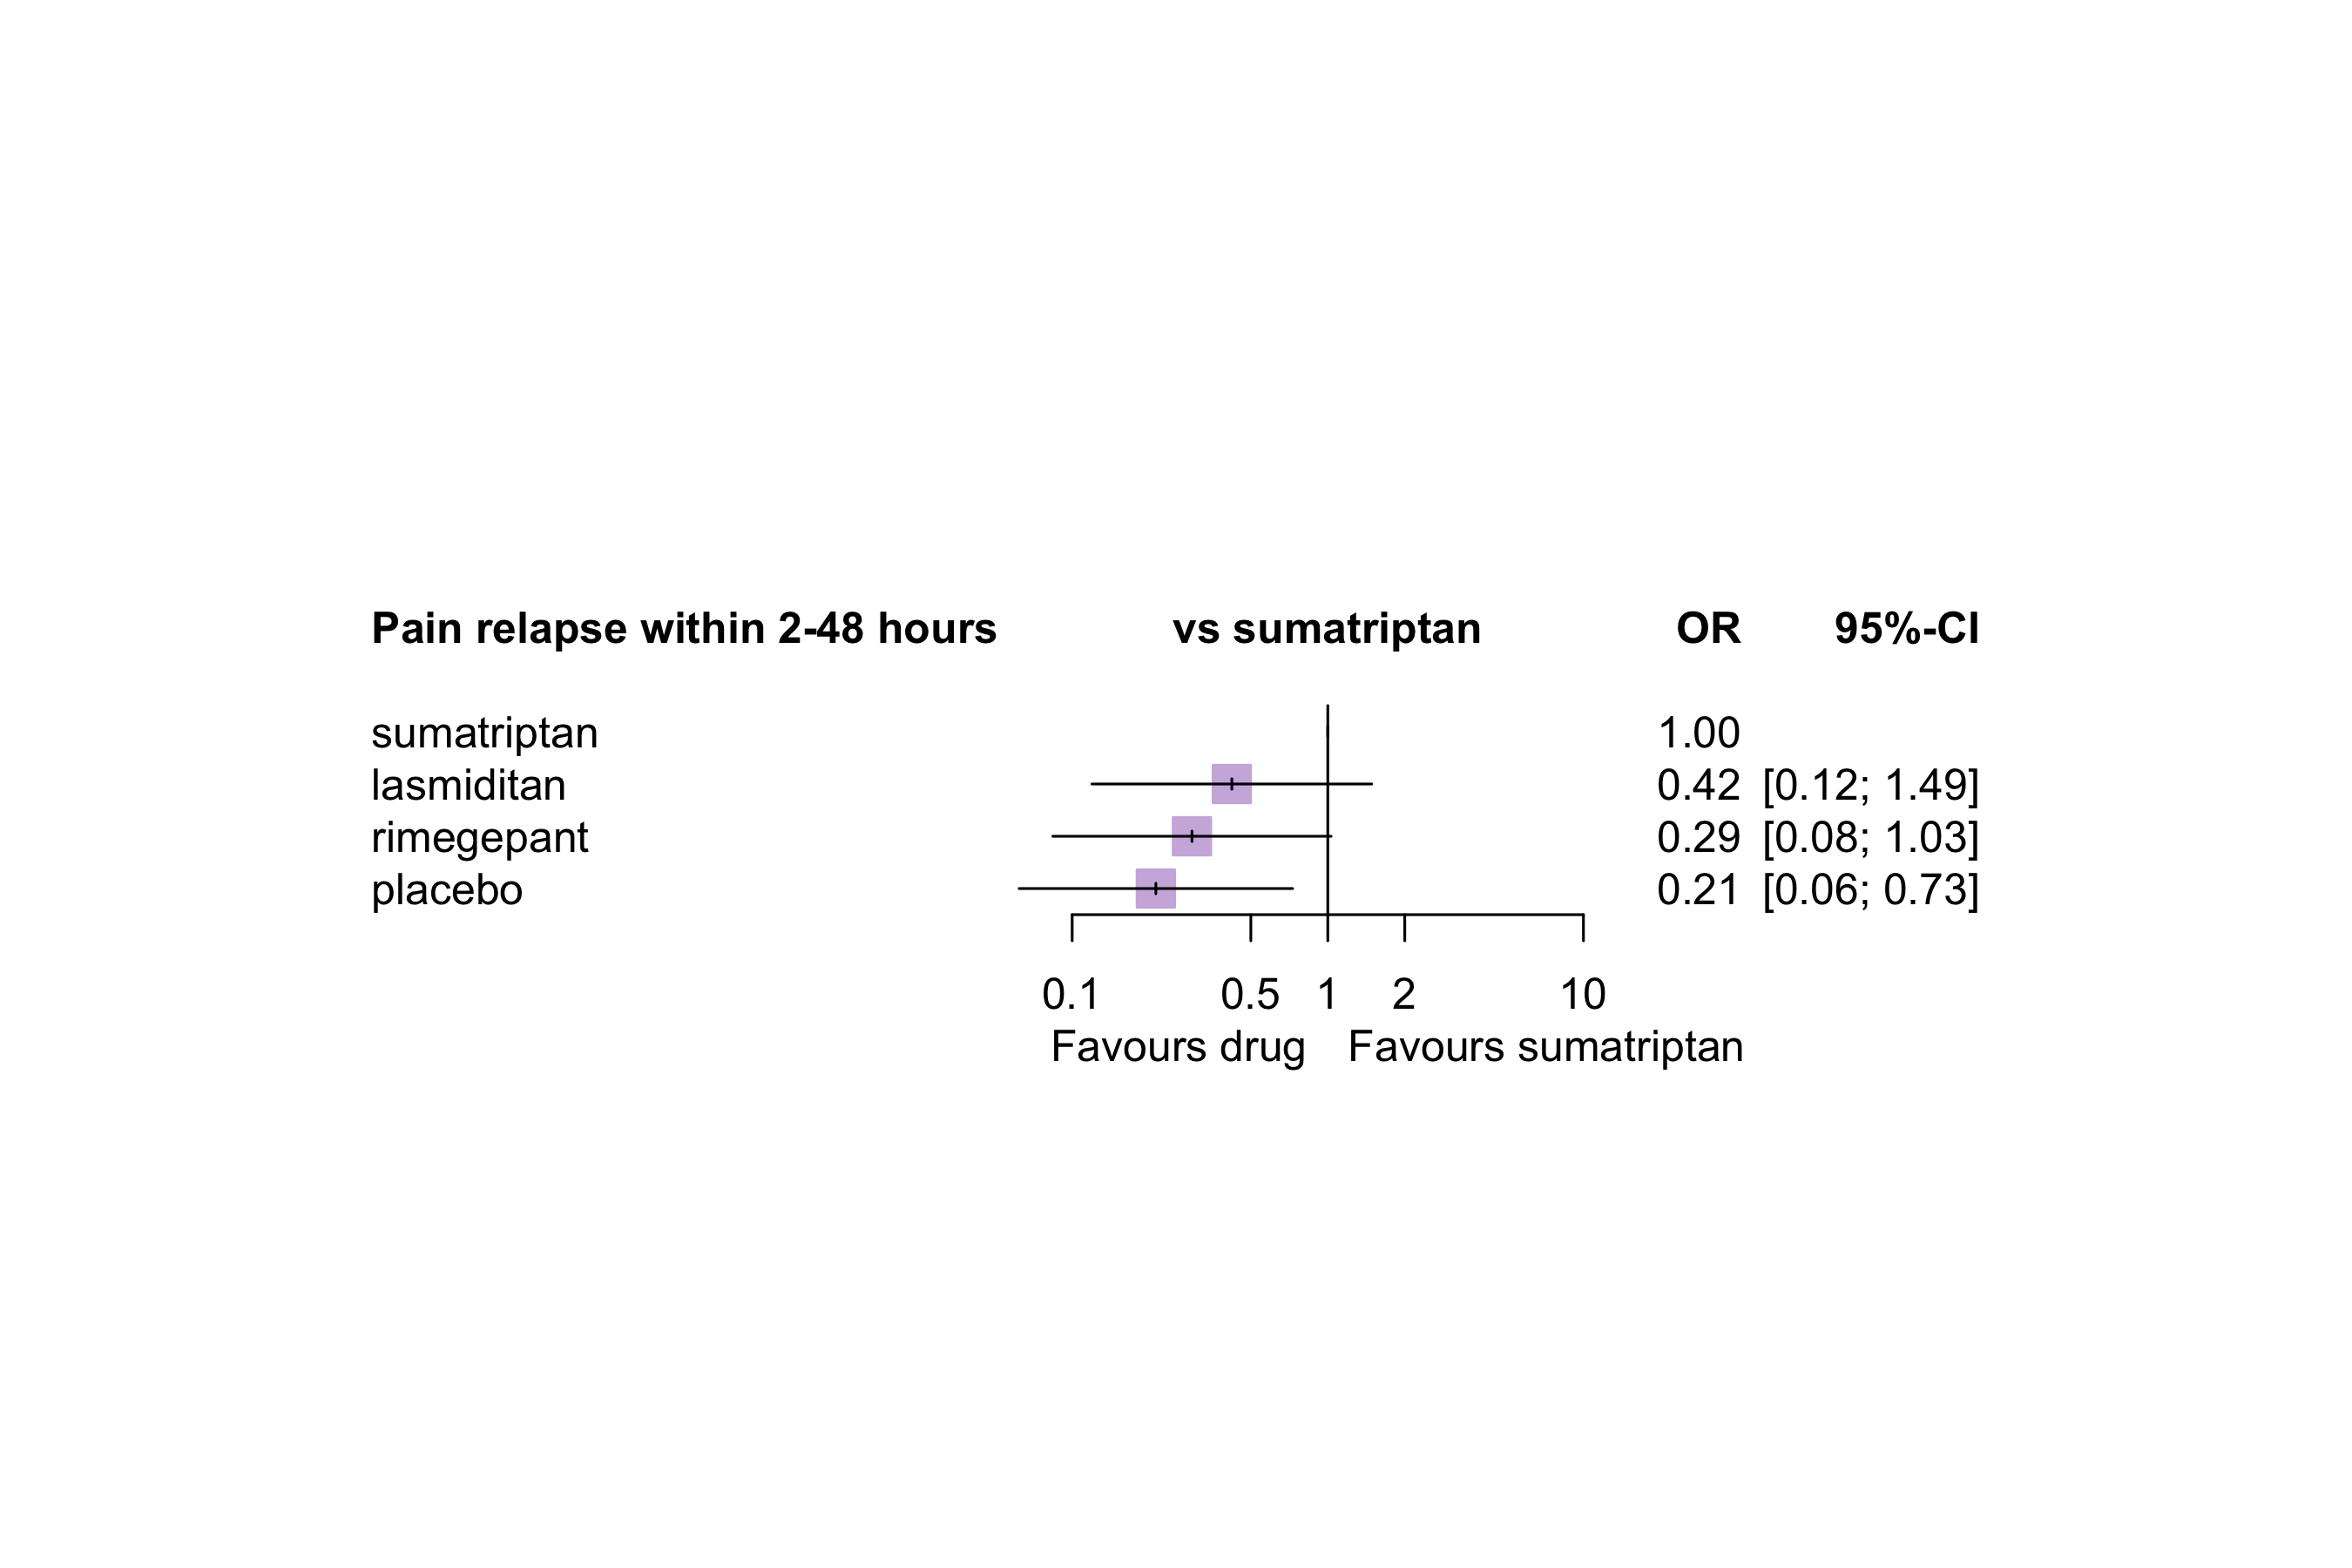 Pain relapse within 2-48 hours vs sumatriptan OR 95%-CI
sumatriptan 1.00
lasmiditan 0.42 [0.12; 1.49]
rimegepant 0.29 [0.08; 1.03]
placebo 0.21 [0.06; 0.73]
0.1 0.5 1 2 10
Favours drug Favours sumatriptan